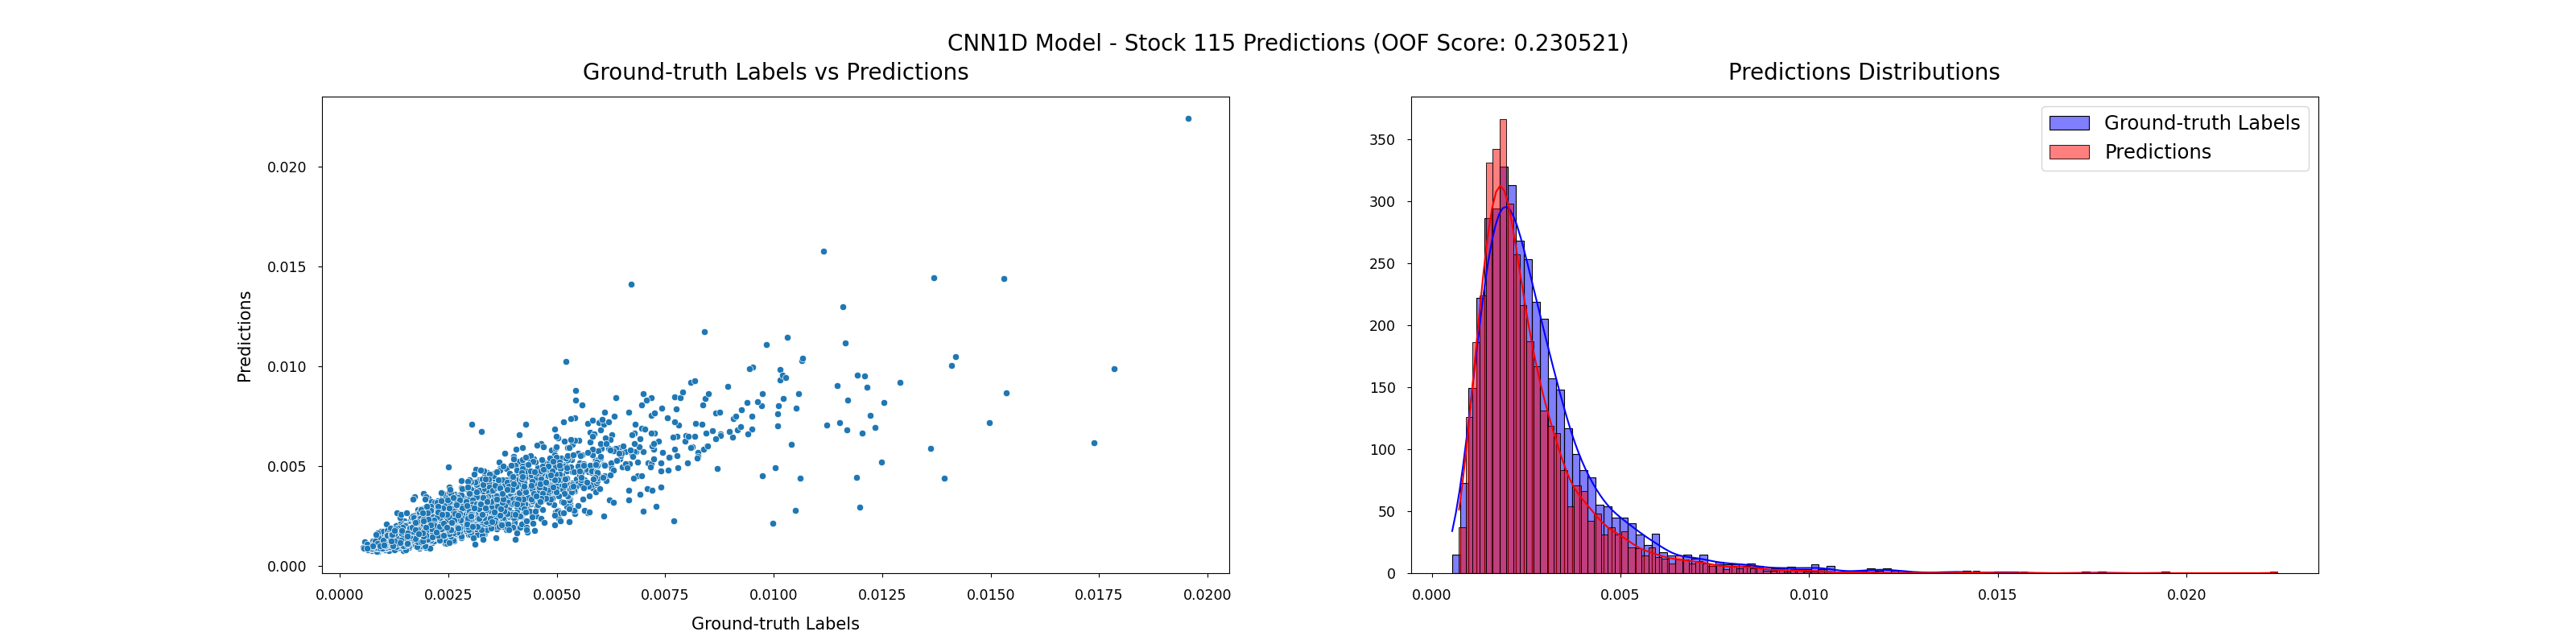 CNN1D Model - Stock 115 Predictions (OOF Score: 0.230521)
Ground-truth Labels vs Predictions
Predictions
0.020
0.015
0.010
0.005
0.000
0.0000 0.0025 0.0050 0.0075 0.0100 0.0125 0.0150 0.0175 0.0200
Ground-truth Labels
Predictions Distributions
Ground-truth Labels
Predictions
350
300
250
200
150
100
50
0
0.000 0.005 0.010 0.015 0.020